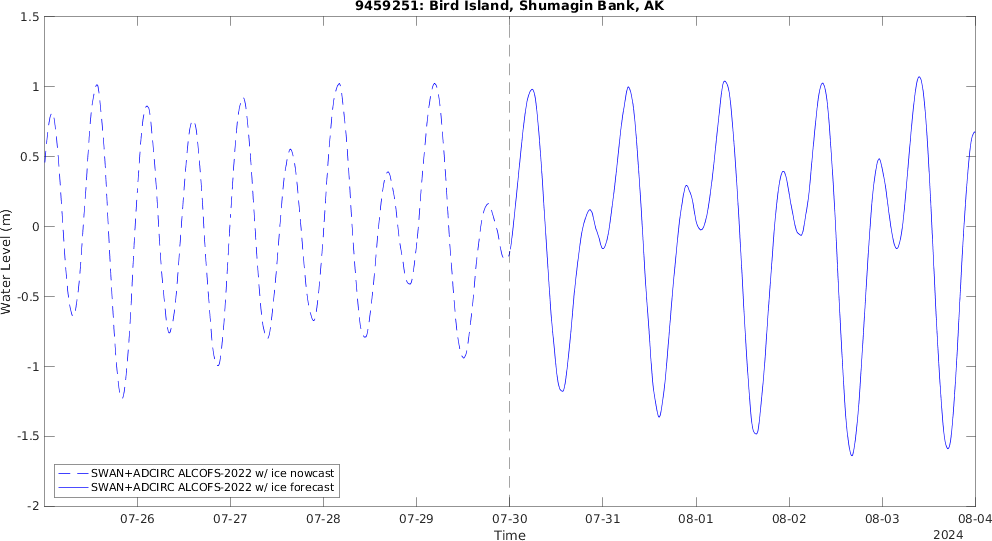 9459251: Bird Island, Shumagin Bank, AK
Water Level (m)
1.5
1
0.5
0
-0.5
-1
-1.5
-2
SWAN+ADCIRC ALCOFS-2022 w/ ice nowcast
SWAN+ADCIRC ALCOFS-2022 w/ ice forecast
07-26 07-27 07-28 07-29 07-30 07-31 08-01 08-02 08-03 08-04
Time
2024